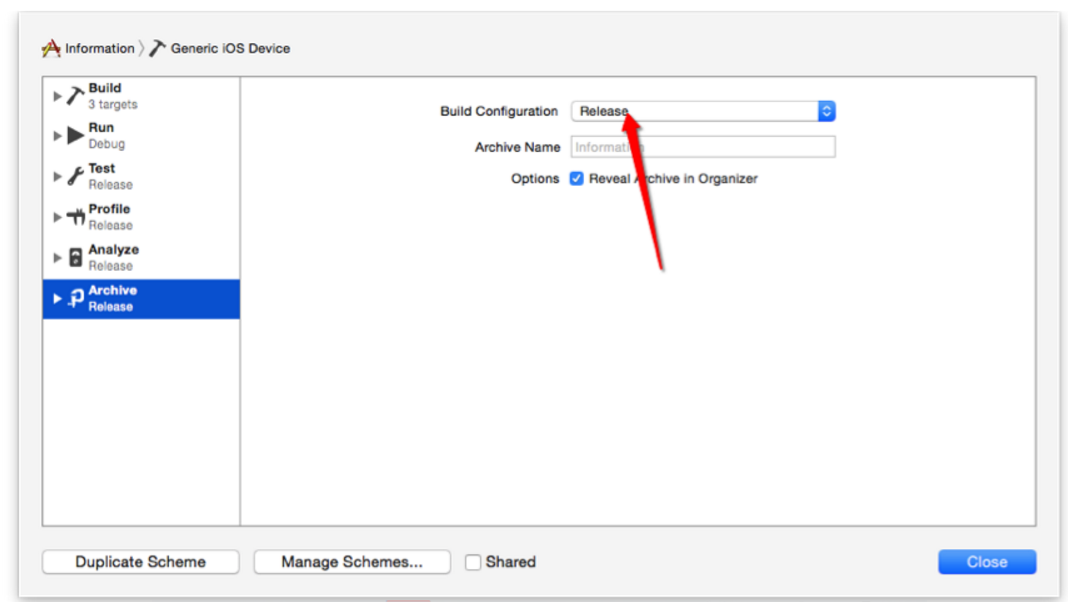 Information Generic iOS Device
Build
3 targets
Run
Debug
Test
Release
Profile
Release
Analyze
Release
Archive
Release
Build Configuration Release
Archive Name Information
Options Reveal Archive in Organizer
Duplicate Scheme Manage Schemes... Shared Close